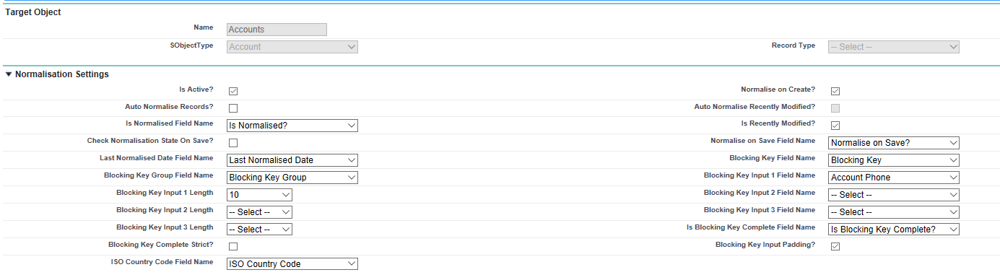 Target Object
Name Accounts
SObjectType Account Record Type -- Select --
Normalisation Settings
Is Active? Normalise on Create?
Auto Normalise Records? Auto Normalise Recently Modified?
Is Normalised Field Name Is Normalised? Is Recently Modified?
Check Normalisation State On Save? Normalise on Save Field Name Normalise on Save?
Last Normalised Date Field Name Last Normalised Date Blocking Key Field Name Blocking Key
Blocking Key Group Field Name Blocking Key Group Blocking Key Input 1 Field Name Account Phone
Blocking Key Input 1 Length 10 Blocking Key Input 2 Field Name -- Select --
Blocking Key Input 2 Length -- Select -- Blocking Key Input 3 Field Name -- Select --
Blocking Key Input 3 Length -- Select -- Is Blocking Key Complete Field Name Is Blocking Key Complete?
Blocking Key Complete Strict? Blocking Key Input Padding?
ISO Country Code Field Name ISO Country Code